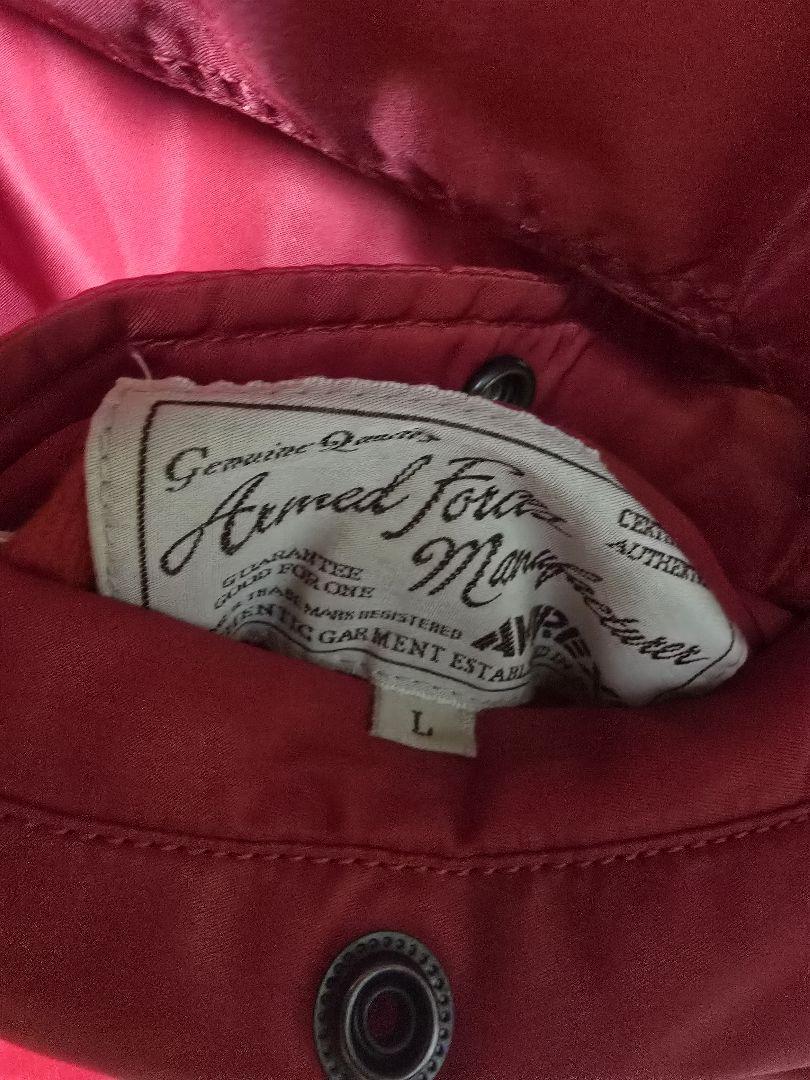 Genuine Quality
Armed Forces
Manufacturer
GUARANTEE
GOOD FOR ONE
TRADE MARK REGISTERED
GARMENT
L